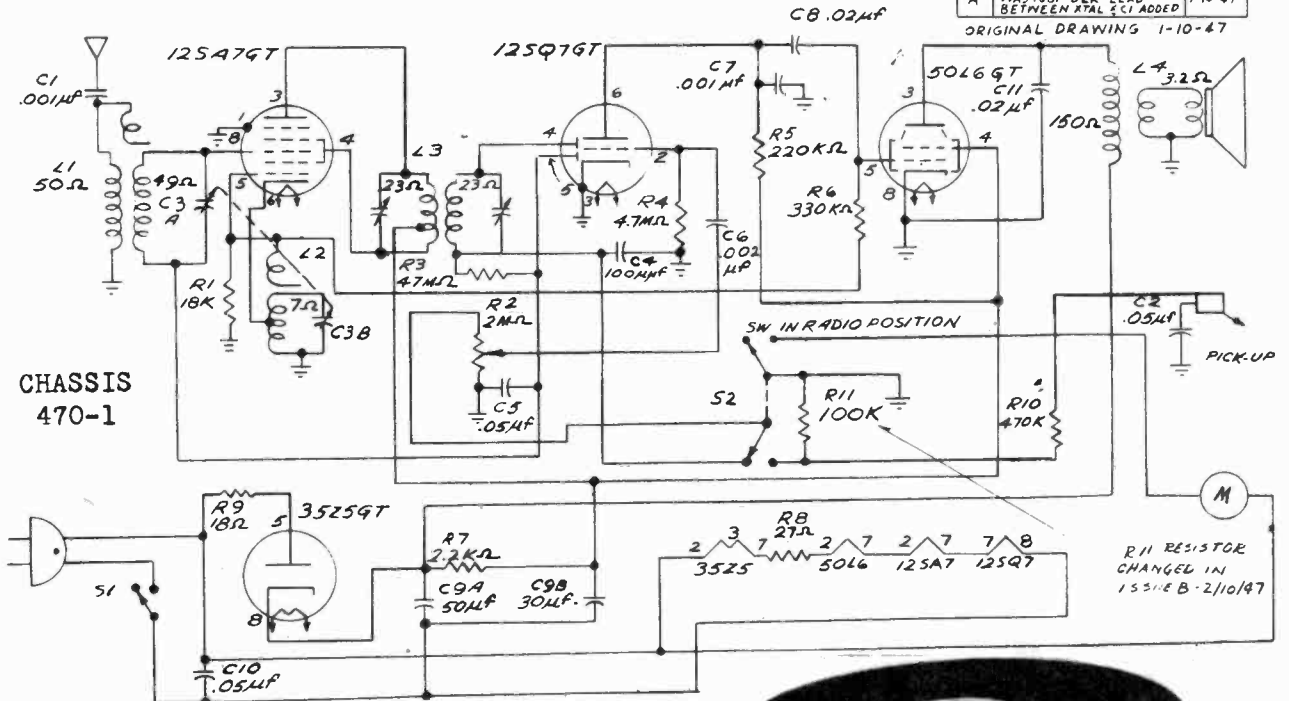 A
BETWEEN XTAL & C1 ADDED
ORIGINAL DRAWING 1-10-47
C8 .02µf
12SA7GT
12SQ7GT
50L6GT
C1
.001µf
C7
.001µf
C11
.02µf
L4
3.2Ω
150Ω
3
8
4
5
6
L1
50Ω
49Ω
C3
A
L3
23Ω
23Ω
6
4
2
5
3
R4
4.7MΩ
R5
220KΩ
R6
330KΩ
3
4
5
8
C6
.002
µf
L2
7Ω
C3B
R1
18K
R3
47MΩ
C4
100µµf
R2
2MΩ
C5
.05µf
SW IN RADIO POSITION
S2
R11
100K
R10
470K
C2
.05µf
PICK-UP
CHASSIS
470-1
R9
18Ω
5
35Z5GT
8
S1
C10
.05µf
R7
2.2KΩ
C9A
50µf
C9B
30µf.
2 3 7
35Z5
R8
27Ω
2 7
50L6
2 7
12SA7
7 8
12SQ7
M
R11 RESISTOR
CHANGED IN
ISSUE B-2/10/47